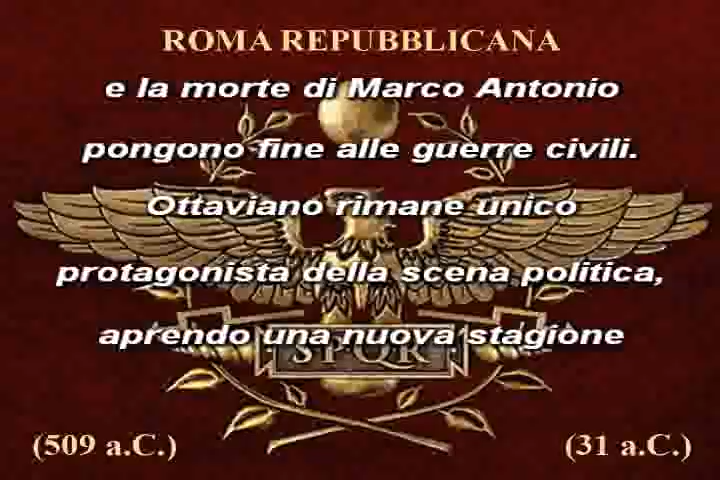 ROMA REPUBBLICANA
e la morte di Marco Antonio
pongono fine alle guerre civili.
Ottaviano rimane unico
protagonista della scena politica,
aprendo una nuova stagione
SPQR
(509 a.C.) (31 a.C.)